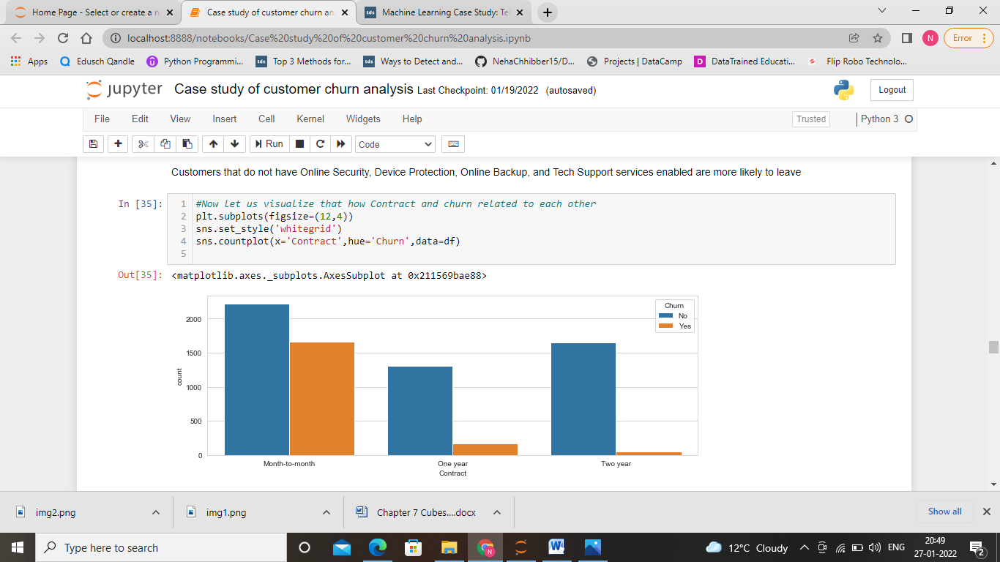 Home Page - Select or create a n
Case study of customer churn an
Machine Learning Case Study: Tel
localhost:8888/notebooks/Case%20study%20of%20customer%20churn%20analysis.ipynb
N
Error
Apps
Edusch Qandle
Python Programmi...
tds
Top 3 Methods for...
tds
Ways to Detect and...
NehaChhibber15/D...
Projects | DataCamp
D
DataTrained Educati...
Flip Robo Technolo...
jupyter
Case study of customer churn analysis Last Checkpoint: 01/19/2022 (autosaved)
Logout
File Edit View Insert Cell Kernel Widgets Help
Trusted
Python 3
Run
Code
Customers that do not have Online Security, Device Protection, Online Backup, and Tech Support services enabled are more likely to leave
In [35]:
1 #Now let us visualize that how Contract and churn related to each other
2 plt.subplots(figsize=(12,4))
3 sns.set_style('whitegrid')
4 sns.countplot(x='Contract',hue='Churn',data=df)
5
Out[35]: <matplotlib.axes._subplots.AxesSubplot at 0x211569bae88>
Churn
No
Yes
2000
1500
1000
500
0
count
Month-to-month One year Two year
Contract
img2.png
img1.png
Chapter 7 Cubes....docx
Show all
Type here to search
N
12°C Cloudy
ENG
20:49
27-01-2022
2